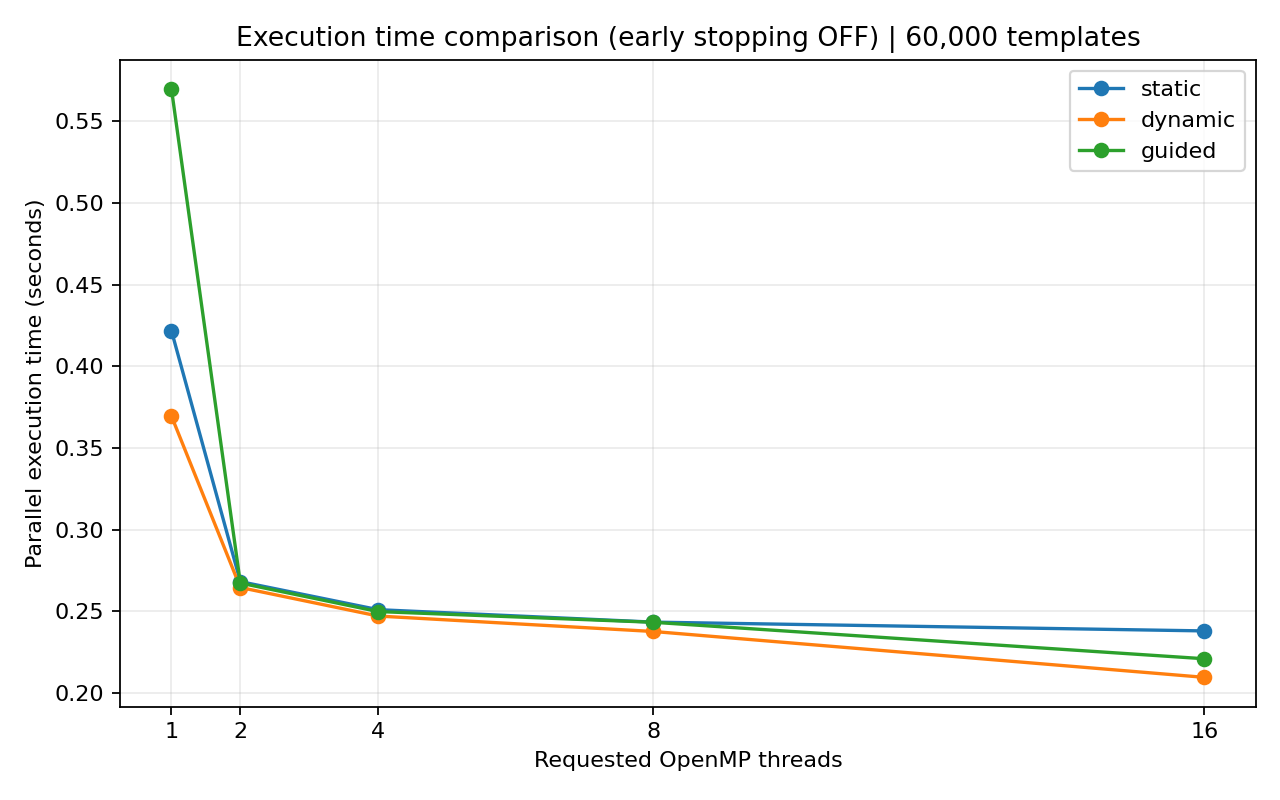 Execution time comparison (early stopping OFF) | 60,000 templates
static
dynamic
guided
Parallel execution time (seconds)
0.55
0.50
0.45
0.40
0.35
0.30
0.25
0.20
1 2 4 8 16
Requested OpenMP threads